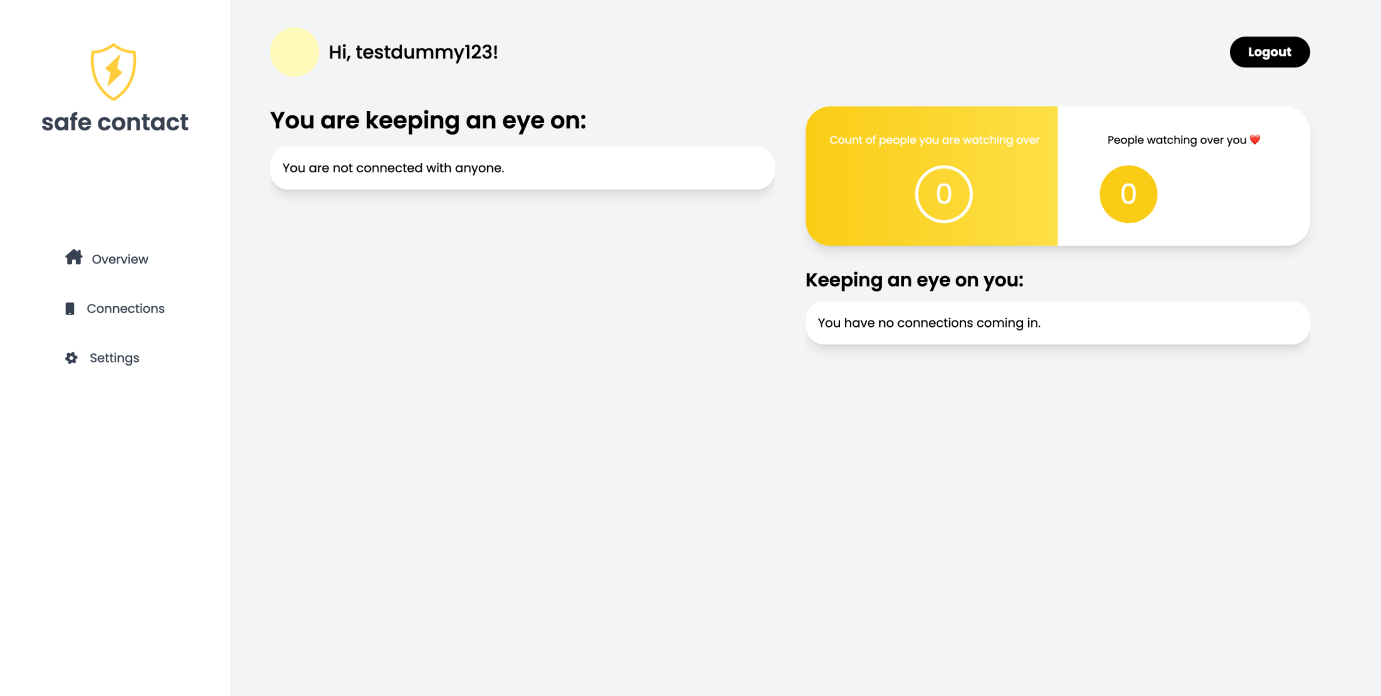 safe contact
Overview
Connections
Settings
Hi, testdummy123!
Logout
You are keeping an eye on:
You are not connected with anyone.
Count of people you are watching over
0
People watching over you ❤️
0
Keeping an eye on you:
You have no connections coming in.